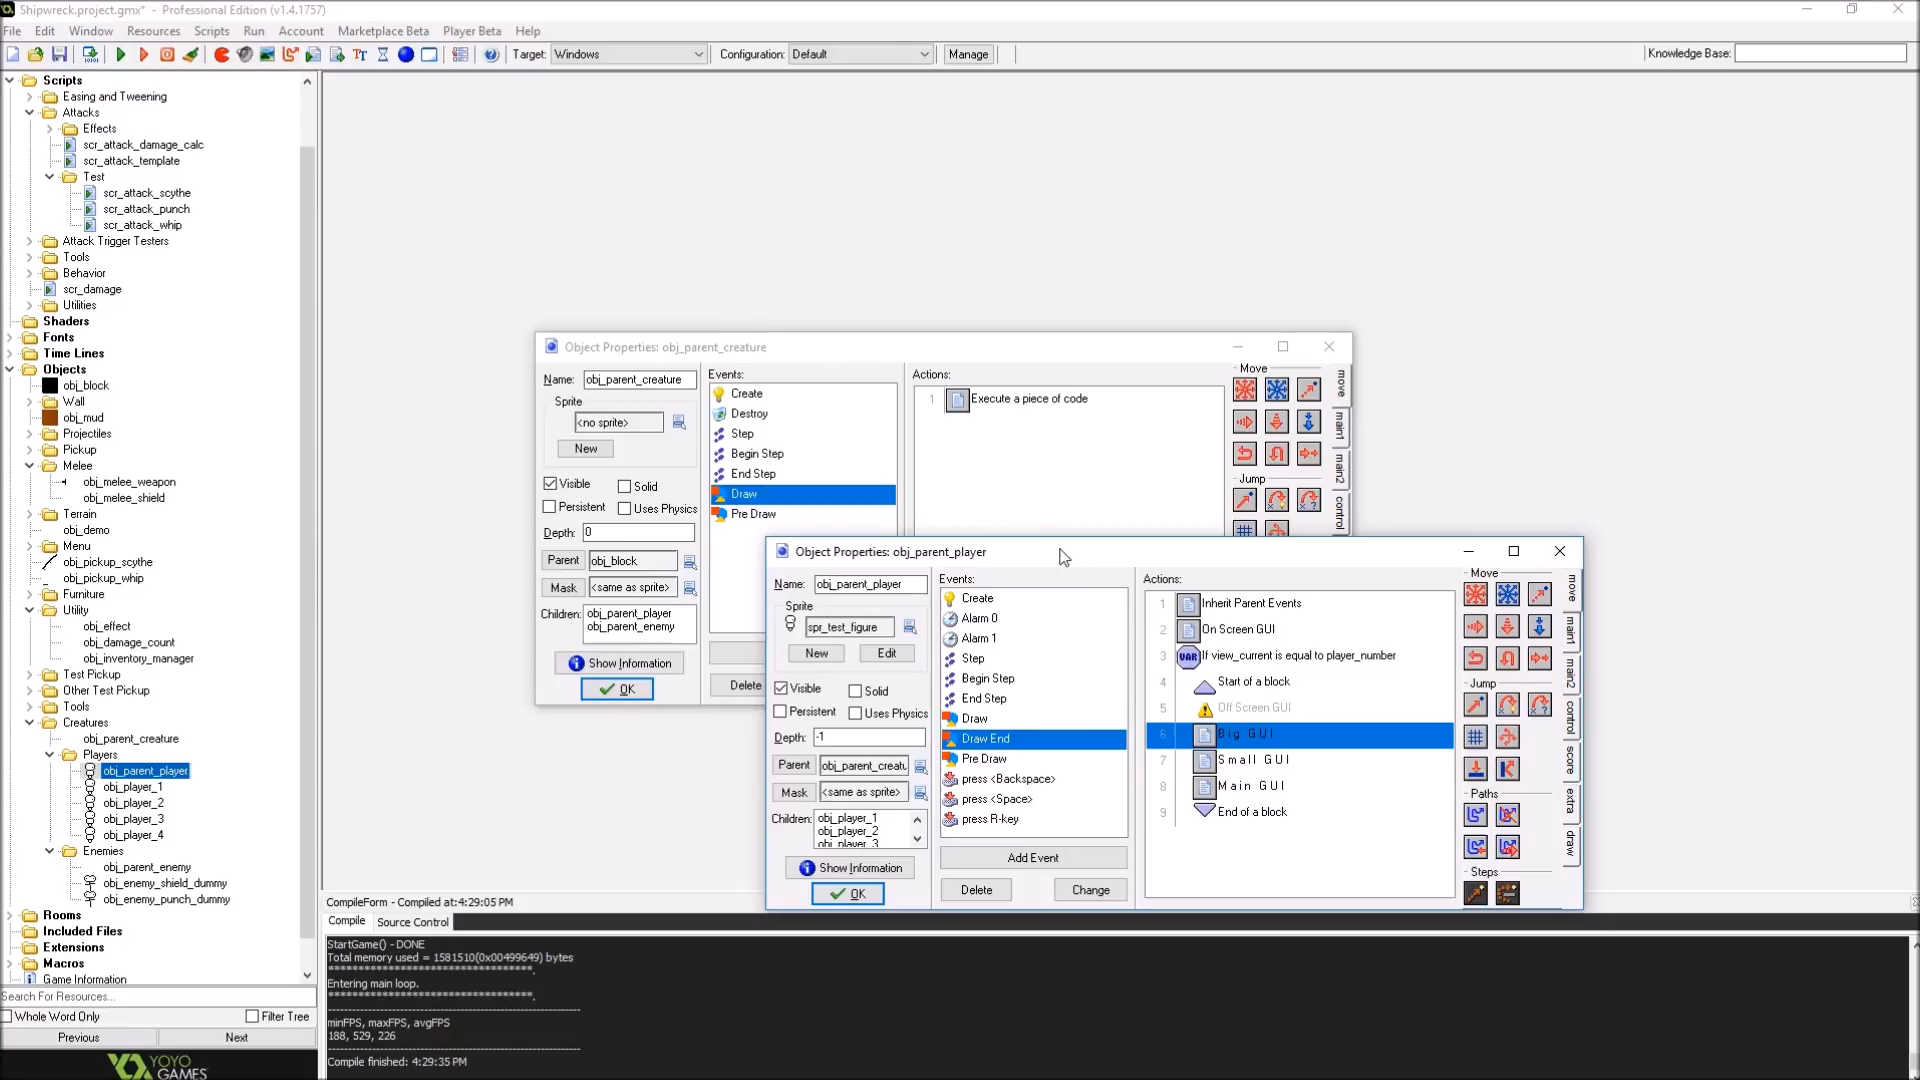 Shipwreck.project.gmx* - Professional Edition (v1.4.1757)
File Edit Window Resources Scripts Run Account Marketplace Beta Player Beta Help
Target: Windows Configuration: Default Manage Knowledge Base:
Scripts
Easing and Tweening
Attacks
Effects
scr_attack_damage_calc
scr_attack_template
Test
scr_attack_scythe
scr_attack_punch
scr_attack_whip
Attack Trigger Testers
Tools
Behavior
scr_damage
Utilities
Shaders
Fonts
Time Lines
Objects
obj_block
Wall
obj_mud
Projectiles
Pickup
Melee
obj_melee_weapon
obj_melee_shield
Terrain
obj_demo
Menu
obj_pickup_scythe
obj_pickup_whip
Furniture
Utility
obj_effect
obj_damage_count
obj_inventory_manager
Test Pickup
Other Test Pickup
Tools
Creatures
obj_parent_creature
Players
obj_parent_player
obj_player_1
obj_player_2
obj_player_3
obj_player_4
Enemies
obj_parent_enemy
obj_enemy_shield_dummy
obj_enemy_punch_dummy
Rooms
Included Files
Extensions
Macros
Game Information
Search For Resources...
Whole Word Only Filter Tree
Previous Next
YOYO
GAMES
Object Properties: obj_parent_creature
Name: obj_parent_creature
Sprite
<no sprite>
New
Visible Solid
Persistent Uses Physics
Depth: 0
Parent obj_block
Mask <same as sprite>
Children: obj_parent_player
obj_parent_enemy
Show Information
OK
Events:
Create
Destroy
Step
Begin Step
End Step
Draw
Pre Draw
Delete
Actions:
1 Execute a piece of code
Move
Jump
move
main1
main2
control
Object Properties: obj_parent_player
Name: obj_parent_player
Sprite
spr_test_figure
New Edit
Visible Solid
Persistent Uses Physics
Depth: -1
Parent obj_parent_creatu
Mask <same as sprite>
Children: obj_player_1
obj_player_2
obj_player_3
Show Information
OK
Events:
Create
Alarm 0
Alarm 1
Step
Begin Step
End Step
Draw
Draw End
Pre Draw
press <Backspace>
press <Space>
press R-key
Add Event
Delete Change
Actions:
1 Inherit Parent Events
2 On Screen GUI
3 VAR If view_current is equal to player_number
4 Start of a block
5 Off Screen GUI
6 Big GUI
7 Small GUI
8 Main GUI
9 End of a block
Move
Jump
Paths
Steps
move
main1
main2
control
score
extra
draw
CompileForm - Compiled at:4:29:05 PM
Compile Source Control
StartGame() - DONE
Total memory used = 1581510(0x00499649) bytes
Entering main loop.
minFPS, maxFPS, avgFPS
188, 529, 226
Compile finished: 4:29:35 PM